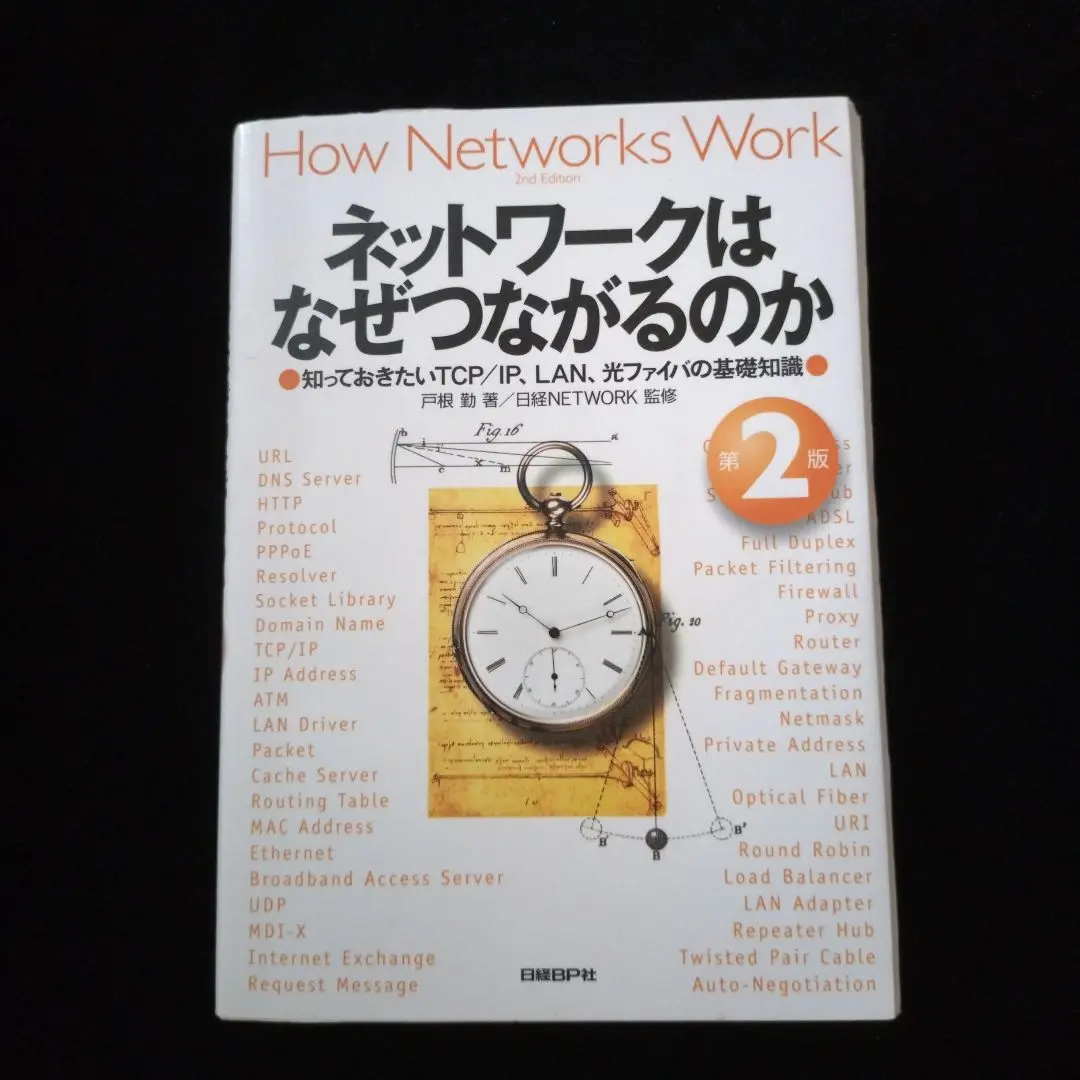 How Networks Work
2nd Edition
ネットワークは
なぜつながるのか
●知っておきたいTCP/IP、LAN、光ファイバの基礎知識●
戸根 勤 著/日経NETWORK 監修
第2版
Fig.16
b
i
a
c
x
m
URL
DNS Server
HTTP
Protocol
PPPoE
Resolver
Socket Library
Domain Name
TCP/IP
IP Address
ATM
LAN Driver
Packet
Cache Server
Routing Table
MAC Address
Ethernet
Broadband Access Server
UDP
MDI-X
Internet Exchange
Request Message
ADSL
Full Duplex
Packet Filtering
Firewall
Proxy
Router
Default Gateway
Fragmentation
Netmask
Private Address
LAN
Optical Fiber
URI
Round Robin
Load Balancer
LAN Adapter
Repeater Hub
Twisted Pair Cable
Auto-Negotiation
Fig. 10
B'
B
B'
日経BP社